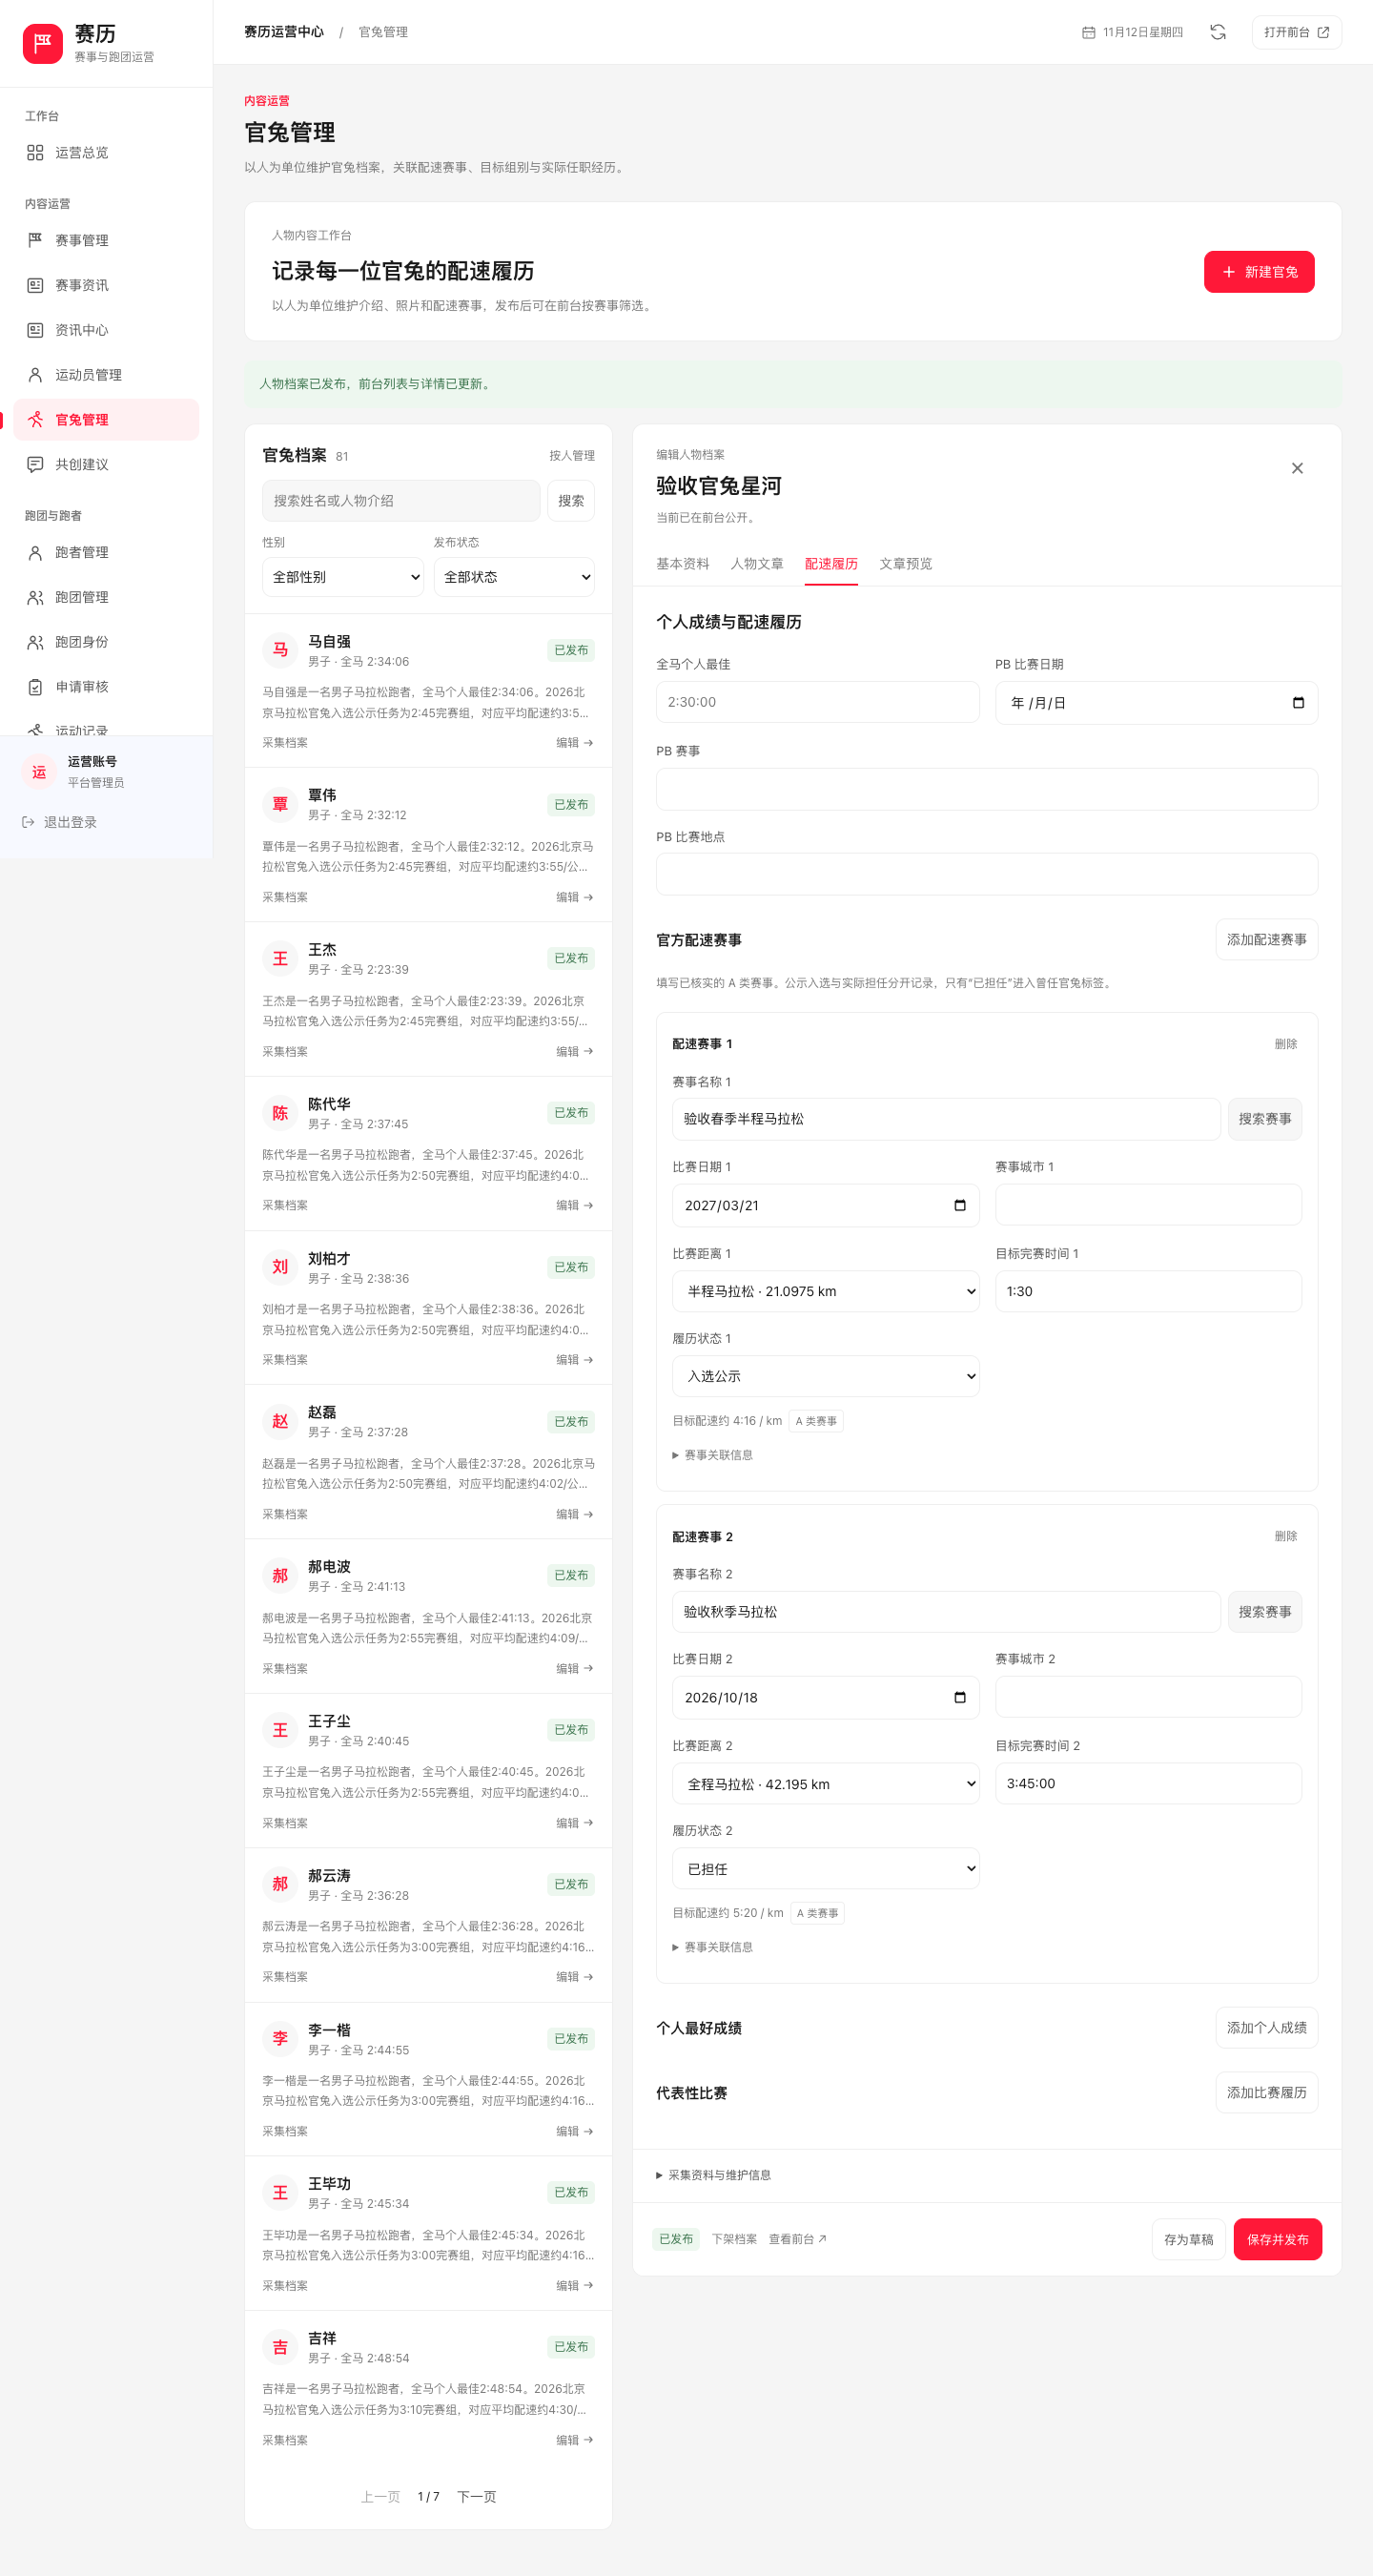 赛历
赛事与跑团运营
工作台
运营总览
内容运营
赛事管理
赛事资讯
资讯中心
运动员管理
官兔管理
共创建议
跑团与跑者
跑者管理
跑团管理
跑团身份
申请审核
运动记录
运
运营账号
平台管理员
退出登录
赛历运营中心 / 官兔管理
11月12日星期四
打开前台
内容运营
官兔管理
以人为单位维护官兔档案，关联配速赛事、目标组别与实际任职经历。
人物内容工作台
记录每一位官兔的配速履历
以人为单位维护介绍、照片和配速赛事，发布后可在前台按赛事筛选。
新建官兔
人物档案已发布，前台列表与详情已更新。
官兔档案 81
按人管理
搜索姓名或人物介绍
搜索
性别
发布状态
全部性别
全部状态
马
马自强
男子 · 全马 2:34:06
已发布
马自强是一名男子马拉松跑者，全马个人最佳2:34:06。2026北
京马拉松官兔入选公示任务为2:45完赛组，对应平均配速约3:5...
采集档案
编辑 →
覃
覃伟
男子 · 全马 2:32:12
已发布
覃伟是一名男子马拉松跑者，全马个人最佳2:32:12。2026北京马
拉松官兔入选公示任务为2:45完赛组，对应平均配速约3:55/公...
采集档案
编辑 →
王
王杰
男子 · 全马 2:23:39
已发布
王杰是一名男子马拉松跑者，全马个人最佳2:23:39。2026北京
马拉松官兔入选公示任务为2:45完赛组，对应平均配速约3:55/...
采集档案
编辑 →
陈
陈代华
男子 · 全马 2:37:45
已发布
陈代华是一名男子马拉松跑者，全马个人最佳2:37:45。2026北
京马拉松官兔入选公示任务为2:50完赛组，对应平均配速约4:0...
采集档案
编辑 →
刘
刘柏才
男子 · 全马 2:38:36
已发布
刘柏才是一名男子马拉松跑者，全马个人最佳2:38:36。2026北
京马拉松官兔入选公示任务为2:50完赛组，对应平均配速约4:0...
采集档案
编辑 →
赵
赵磊
男子 · 全马 2:37:28
已发布
赵磊是一名男子马拉松跑者，全马个人最佳2:37:28。2026北京马
拉松官兔入选公示任务为2:50完赛组，对应平均配速约4:02/公...
采集档案
编辑 →
郝
郝电波
男子 · 全马 2:41:13
已发布
郝电波是一名男子马拉松跑者，全马个人最佳2:41:13。2026北京
马拉松官兔入选公示任务为2:55完赛组，对应平均配速约4:09/...
采集档案
编辑 →
王
王子尘
男子 · 全马 2:40:45
已发布
王子尘是一名男子马拉松跑者，全马个人最佳2:40:45。2026北
京马拉松官兔入选公示任务为2:55完赛组，对应平均配速约4:0...
采集档案
编辑 →
郝
郝云涛
男子 · 全马 2:36:28
已发布
郝云涛是一名男子马拉松跑者，全马个人最佳2:36:28。2026北
京马拉松官兔入选公示任务为3:00完赛组，对应平均配速约4:16...
采集档案
编辑 →
李
李一楷
男子 · 全马 2:44:55
已发布
李一楷是一名男子马拉松跑者，全马个人最佳2:44:55。2026北
京马拉松官兔入选公示任务为3:00完赛组，对应平均配速约4:16...
采集档案
编辑 →
王
王毕功
男子 · 全马 2:45:34
已发布
王毕功是一名男子马拉松跑者，全马个人最佳2:45:34。2026北
京马拉松官兔入选公示任务为3:00完赛组，对应平均配速约4:16...
采集档案
编辑 →
吉
吉祥
男子 · 全马 2:48:54
已发布
吉祥是一名男子马拉松跑者，全马个人最佳2:48:54。2026北京
马拉松官兔入选公示任务为3:10完赛组，对应平均配速约4:30/...
采集档案
编辑 →
上一页 1 / 7 下一页
编辑人物档案
验收官兔星河
当前已在前台公开。
基本资料 人物文章 配速履历 文章预览
个人成绩与配速履历
全马个人最佳
PB 比赛日期
2:30:00
年 /月/日
PB 赛事
PB 比赛地点
官方配速赛事
添加配速赛事
填写已核实的 A 类赛事。公示入选与实际担任分开记录，只有“已担任”进入曾任官兔标签。
配速赛事 1
删除
赛事名称 1
验收春季半程马拉松
搜索赛事
比赛日期 1
赛事城市 1
2027/03/21
比赛距离 1
目标完赛时间 1
半程马拉松 · 21.0975 km
1:30
履历状态 1
入选公示
目标配速约 4:16 / km A 类赛事
▶ 赛事关联信息
配速赛事 2
删除
赛事名称 2
验收秋季马拉松
搜索赛事
比赛日期 2
赛事城市 2
2026/10/18
比赛距离 2
目标完赛时间 2
全程马拉松 · 42.195 km
3:45:00
履历状态 2
已担任
目标配速约 5:20 / km A 类赛事
▶ 赛事关联信息
个人最好成绩
添加个人成绩
代表性比赛
添加比赛履历
▶ 采集资料与维护信息
已发布 下架档案 查看前台 ↗
存为草稿
保存并发布